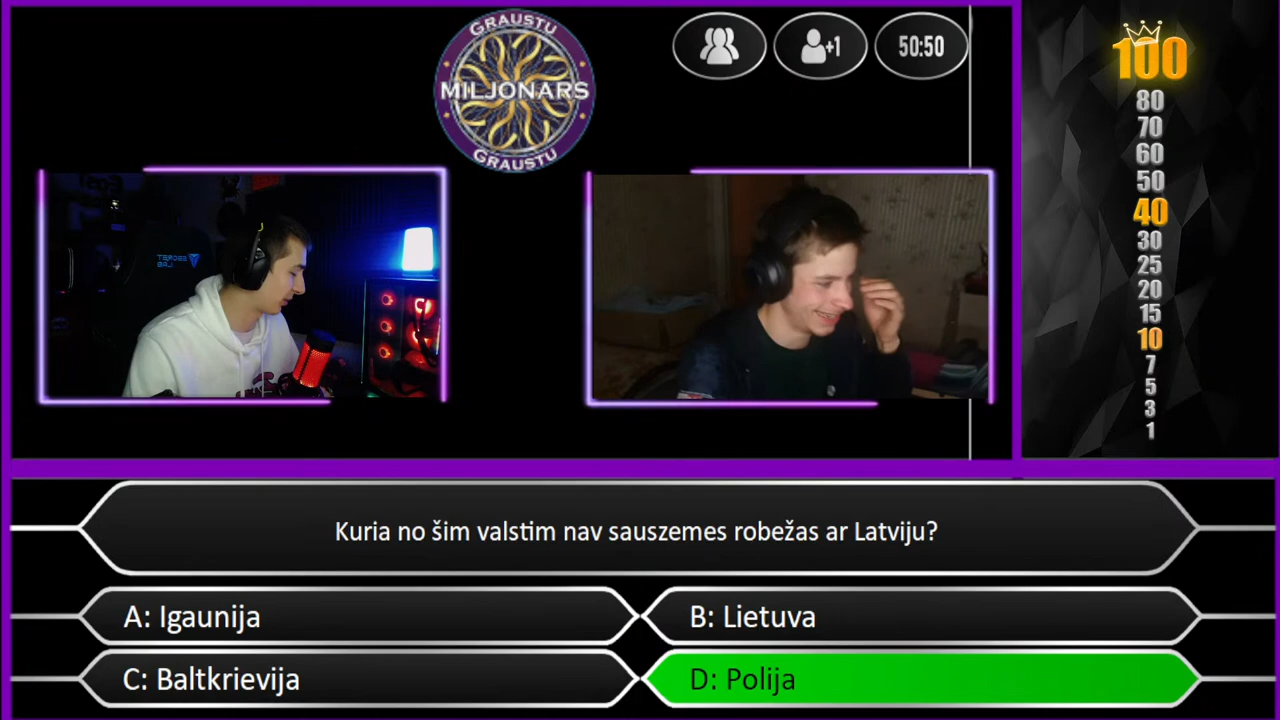 GRAUSTU
MILJONARS
GRAUSTU
+1
50:50
100
80
70
60
50
40
30
25
20
15
10
7
5
3
1
Kuria no šim valstim nav sauszemes robežas ar Latviju?
A: Igaunija
B: Lietuva
C: Baltkrievija
D: Polija